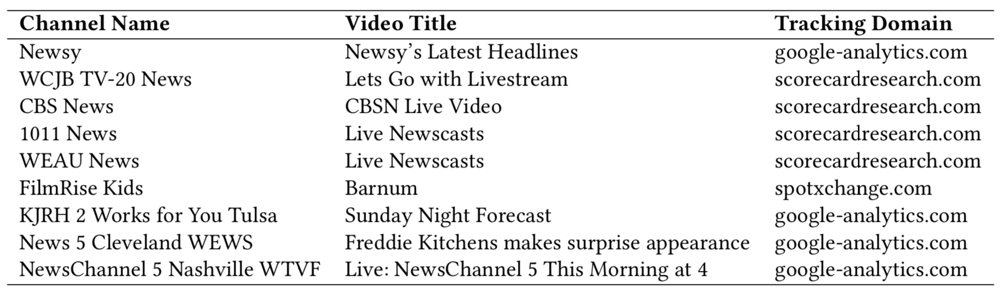 Channel Name Video Title Tracking Domain
Newsy Newsy’s Latest Headlines google-analytics.com
WCJB TV-20 News Lets Go with Livestream scorecardresearch.com
CBS News CBSN Live Video scorecardresearch.com
1011 News Live Newscasts scorecardresearch.com
WEAU News Live Newscasts scorecardresearch.com
FilmRise Kids Barnum spotxchange.com
KJRH 2 Works for You Tulsa Sunday Night Forecast google-analytics.com
News 5 Cleveland WEWS Freddie Kitchens makes surprise appearance google-analytics.com
NewsChannel 5 Nashville WTVF Live: NewsChannel 5 This Morning at 4 google-analytics.com